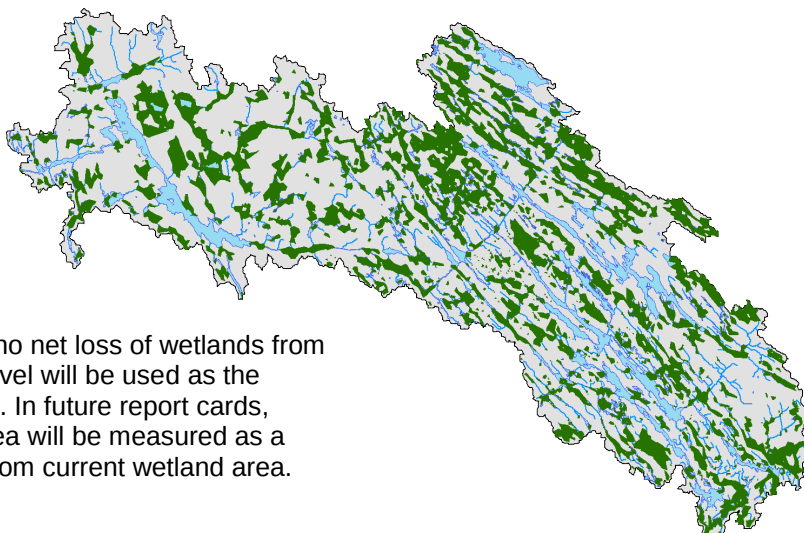 no net loss of wetlands from
vel will be used as the
. In future report cards,
ea will be measured as a
om current wetland area.